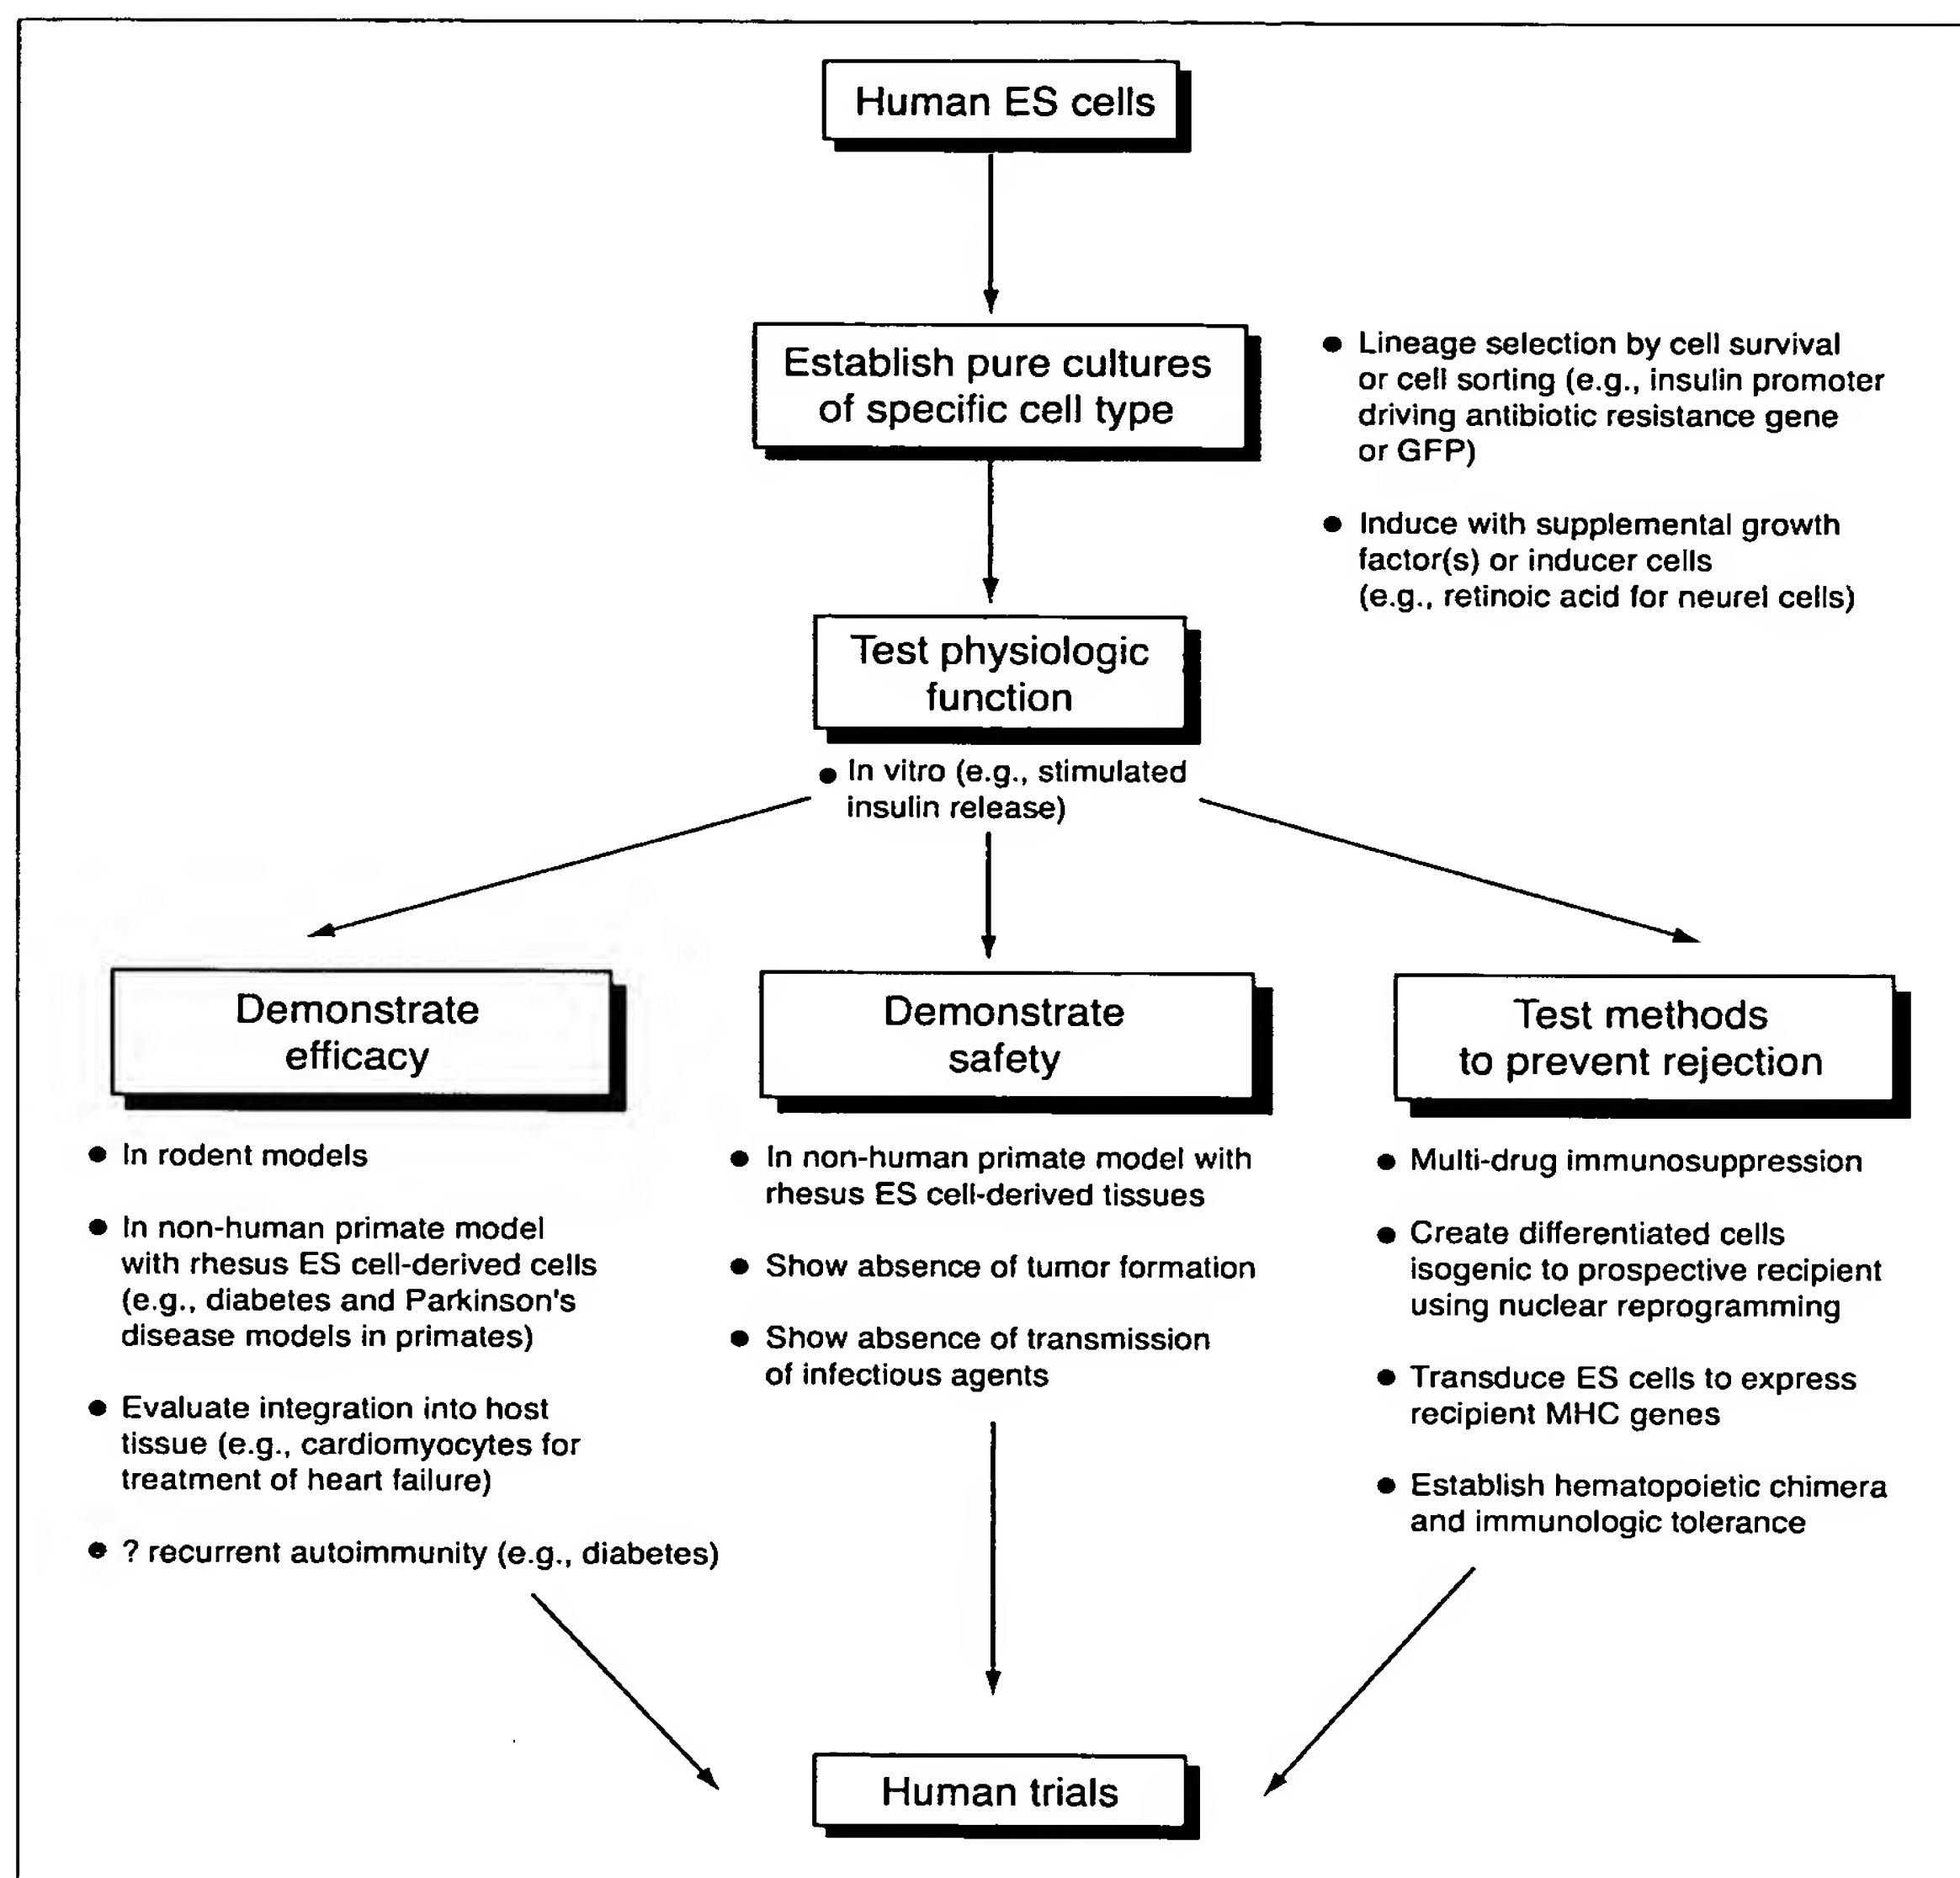 Human ES cells
Establish pure cultures
of specific cell type
● Lineage selection by cell survival
or cell sorting (e.g., insulin promoter
driving antibiotic resistance gene
or GFP)
● Induce with supplemental growth
factor(s) or inducer cells
(e.g., retinoic acid for neurel cells)
Test physiologic
function
● In vitro (e.g., stimulated
insulin release)
Demonstrate
efficacy
● In rodent models
● In non-human primate model
with rhesus ES cell-derived cells
(e.g., diabetes and Parkinson's
disease models in primates)
● Evaluate integration into host
tissue (e.g., cardiomyocytes for
treatment of heart failure)
● ? recurrent autoimmunity (e.g., diabetes)
Demonstrate
safety
● In non-human primate model with
rhesus ES cell-derived tissues
● Show absence of tumor formation
● Show absence of transmission
of infectious agents
Test methods
to prevent rejection
● Multi-drug immunosuppression
● Create differentiated cells
isogenic to prospective recipient
using nuclear reprogramming
● Transduce ES cells to express
recipient MHC genes
● Establish hematopoietic chimera
and immunologic tolerance
Human trials